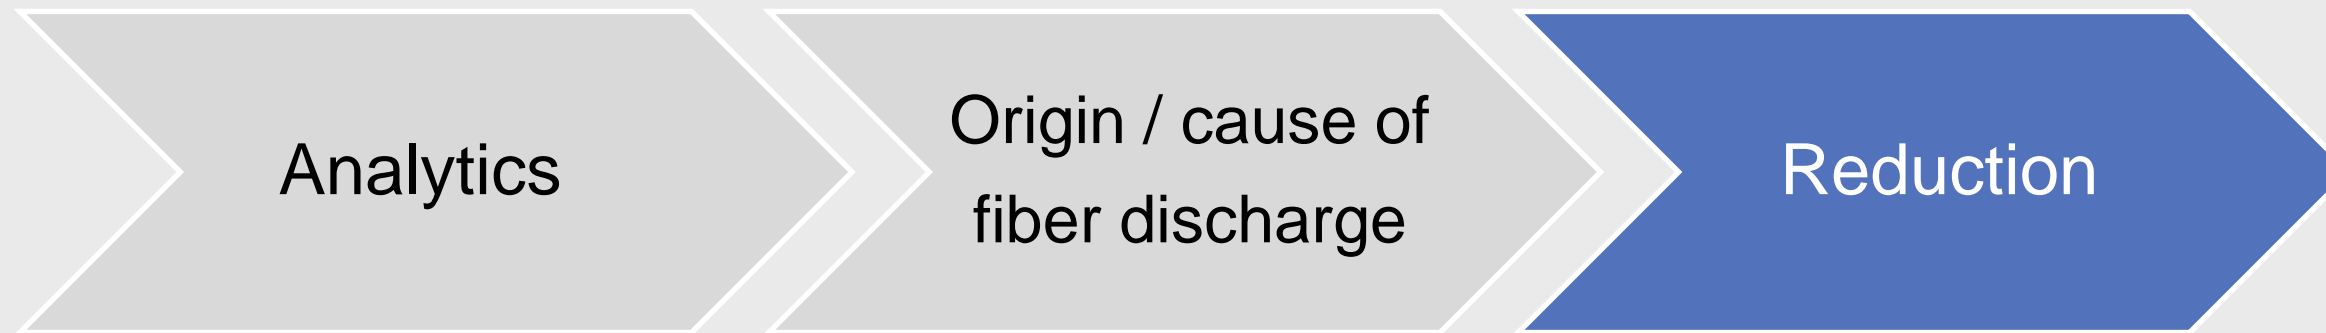 Analytics
Origin / cause of
fiber discharge
Reduction